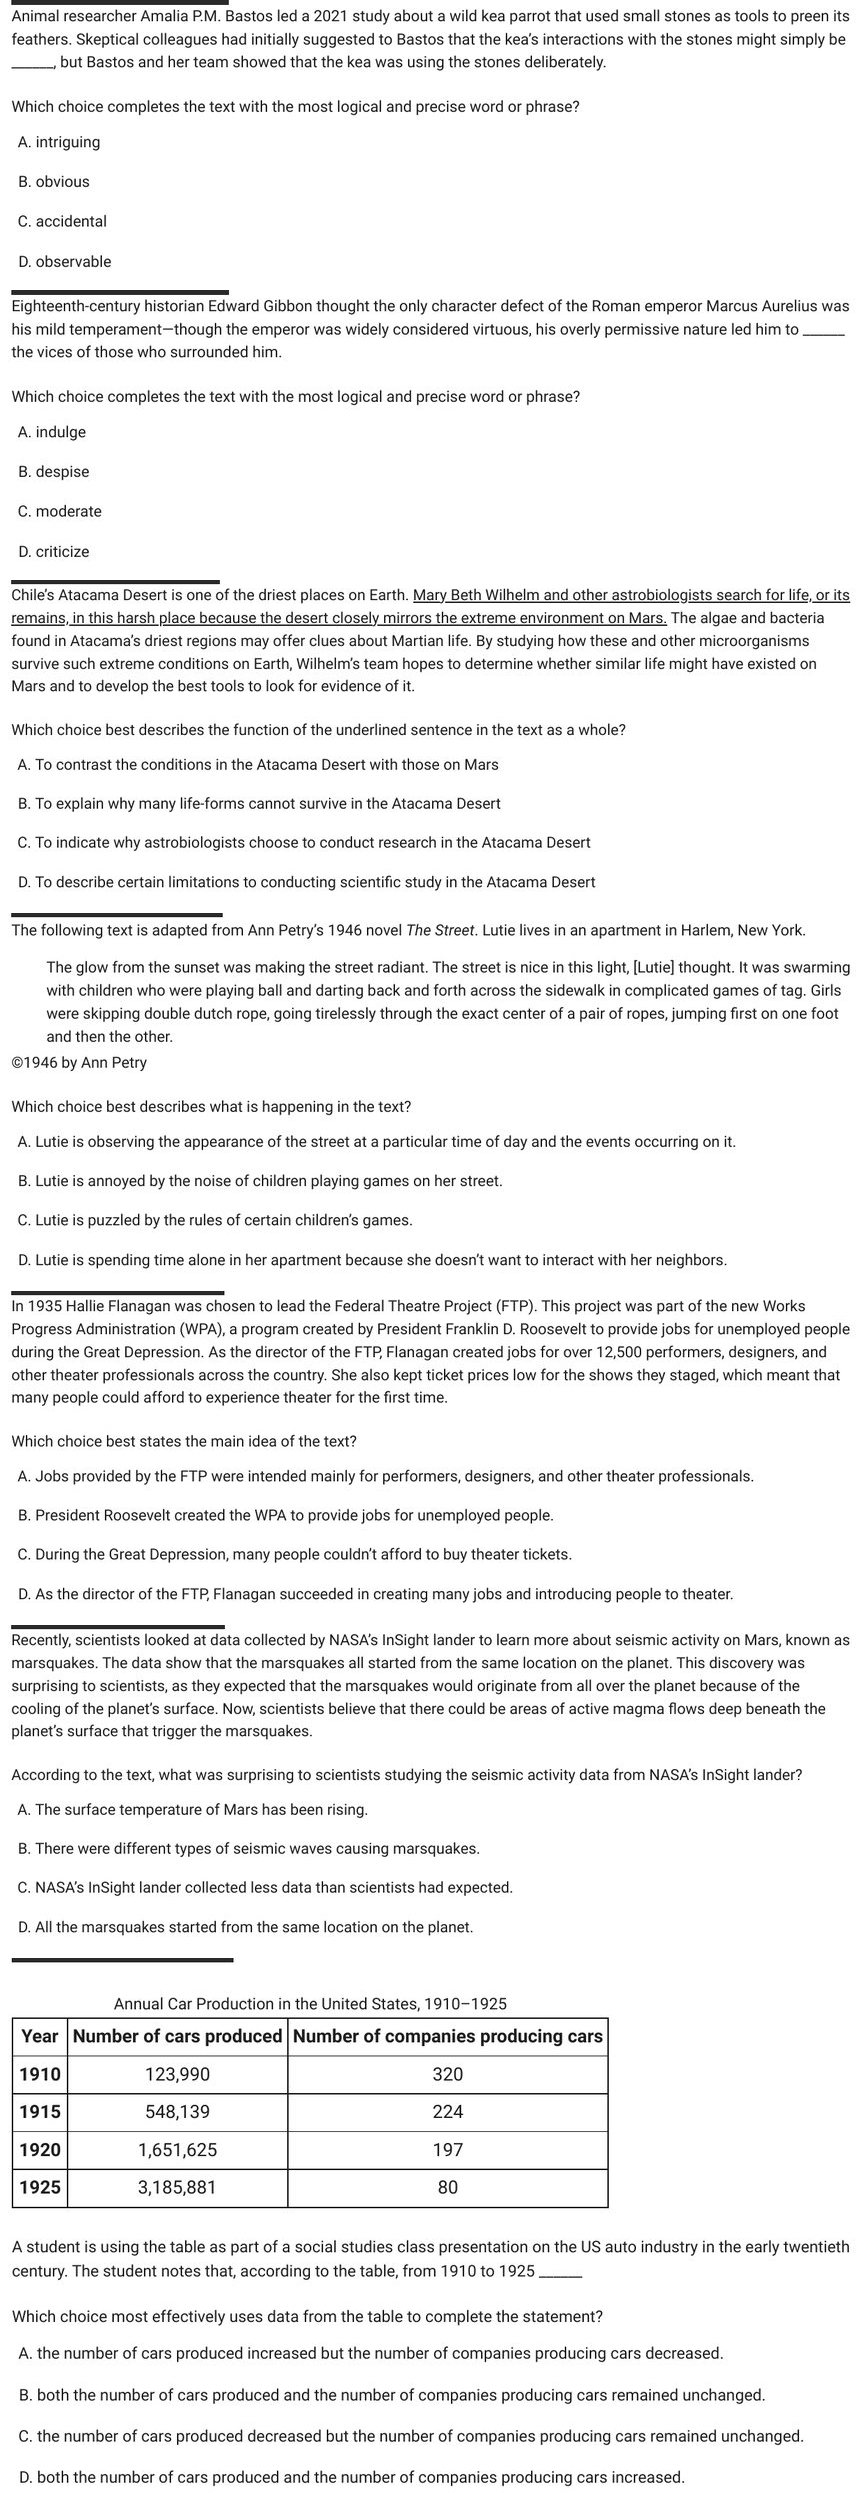 Animal researcher Amalia P.M. Bastos led a 2021 study about a wild kea parrot that used small stones as tools to preen its
feathers. Skeptical colleagues had initially suggested to Bastos that the kea's interactions with the stones might simply be
______, but Bastos and her team showed that the kea was using the stones deliberately.
Which choice completes the text with the most logical and precise word or phrase?
A. intriguing
B. obvious
C. accidental
D. observable
Eighteenth-century historian Edward Gibbon thought the only character defect of the Roman emperor Marcus Aurelius was
his mild temperament—though the emperor was widely considered virtuous, his overly permissive nature led him to ______
the vices of those who surrounded him.
Which choice completes the text with the most logical and precise word or phrase?
A. indulge
B. despise
C. moderate
D. criticize
Chile's Atacama Desert is one of the driest places on Earth. Mary Beth Wilhelm and other astrobiologists search for life, or its
remains, in this harsh place because the desert closely mirrors the extreme environment on Mars. The algae and bacteria
found in Atacama's driest regions may offer clues about Martian life. By studying how these and other microorganisms
survive such extreme conditions on Earth, Wilhelm's team hopes to determine whether similar life might have existed on
Mars and to develop the best tools to look for evidence of it.
Which choice best describes the function of the underlined sentence in the text as a whole?
A. To contrast the conditions in the Atacama Desert with those on Mars
B. To explain why many life-forms cannot survive in the Atacama Desert
C. To indicate why astrobiologists choose to conduct research in the Atacama Desert
D. To describe certain limitations to conducting scientific study in the Atacama Desert
The following text is adapted from Ann Petry's 1946 novel The Street. Lutie lives in an apartment in Harlem, New York.
The glow from the sunset was making the street radiant. The street is nice in this light, [Lutie] thought. It was swarming
with children who were playing ball and darting back and forth across the sidewalk in complicated games of tag. Girls
were skipping double dutch rope, going tirelessly through the exact center of a pair of ropes, jumping first on one foot
and then the other.
©1946 by Ann Petry
Which choice best describes what is happening in the text?
A. Lutie is observing the appearance of the street at a particular time of day and the events occurring on it.
B. Lutie is annoyed by the noise of children playing games on her street.
C. Lutie is puzzled by the rules of certain children's games.
D. Lutie is spending time alone in her apartment because she doesn't want to interact with her neighbors.
In 1935 Hallie Flanagan was chosen to lead the Federal Theatre Project (FTP). This project was part of the new Works
Progress Administration (WPA), a program created by President Franklin D. Roosevelt to provide jobs for unemployed people
during the Great Depression. As the director of the FTP, Flanagan created jobs for over 12,500 performers, designers, and
other theater professionals across the country. She also kept ticket prices low for the shows they staged, which meant that
many people could afford to experience theater for the first time.
Which choice best states the main idea of the text?
A. Jobs provided by the FTP were intended mainly for performers, designers, and other theater professionals.
B. President Roosevelt created the WPA to provide jobs for unemployed people.
C. During the Great Depression, many people couldn't afford to buy theater tickets.
D. As the director of the FTP, Flanagan succeeded in creating many jobs and introducing people to theater.
Recently, scientists looked at data collected by NASA's InSight lander to learn more about seismic activity on Mars, known as
marsquakes. The data show that the marsquakes all started from the same location on the planet. This discovery was
surprising to scientists, as they expected that the marsquakes would originate from all over the planet because of the
cooling of the planet's surface. Now, scientists believe that there could be areas of active magma flows deep beneath the
planet's surface that trigger the marsquakes.
According to the text, what was surprising to scientists studying the seismic activity data from NASA's InSight lander?
A. The surface temperature of Mars has been rising.
B. There were different types of seismic waves causing marsquakes.
C. NASA's InSight lander collected less data than scientists had expected.
D. All the marsquakes started from the same location on the planet.
Annual Car Production in the United States, 1910–1925
Year Number of cars produced Number of companies producing cars
1910 123,990 320
1915 548,139 224
1920 1,651,625 197
1925 3,185,881 80
A student is using the table as part of a social studies class presentation on the US auto industry in the early twentieth
century. The student notes that, according to the table, from 1910 to 1925 ______
Which choice most effectively uses data from the table to complete the statement?
A. the number of cars produced increased but the number of companies producing cars decreased.
B. both the number of cars produced and the number of companies producing cars remained unchanged.
C. the number of cars produced decreased but the number of companies producing cars remained unchanged.
D. both the number of cars produced and the number of companies producing cars increased.